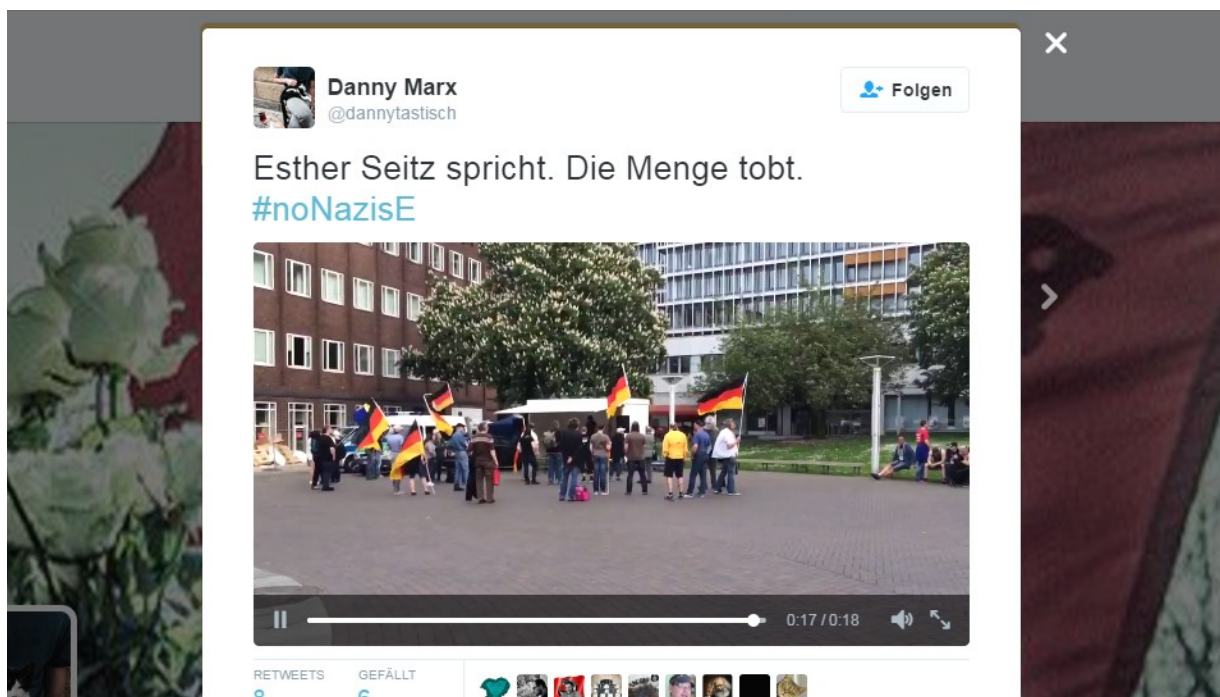 Danny Marx
@dannytastisch
Folgen
Esther Seitz spricht. Die Menge tobt.
#noNazisE
0:17 / 0:18
RETWEETS GEFÄLLT
8 6